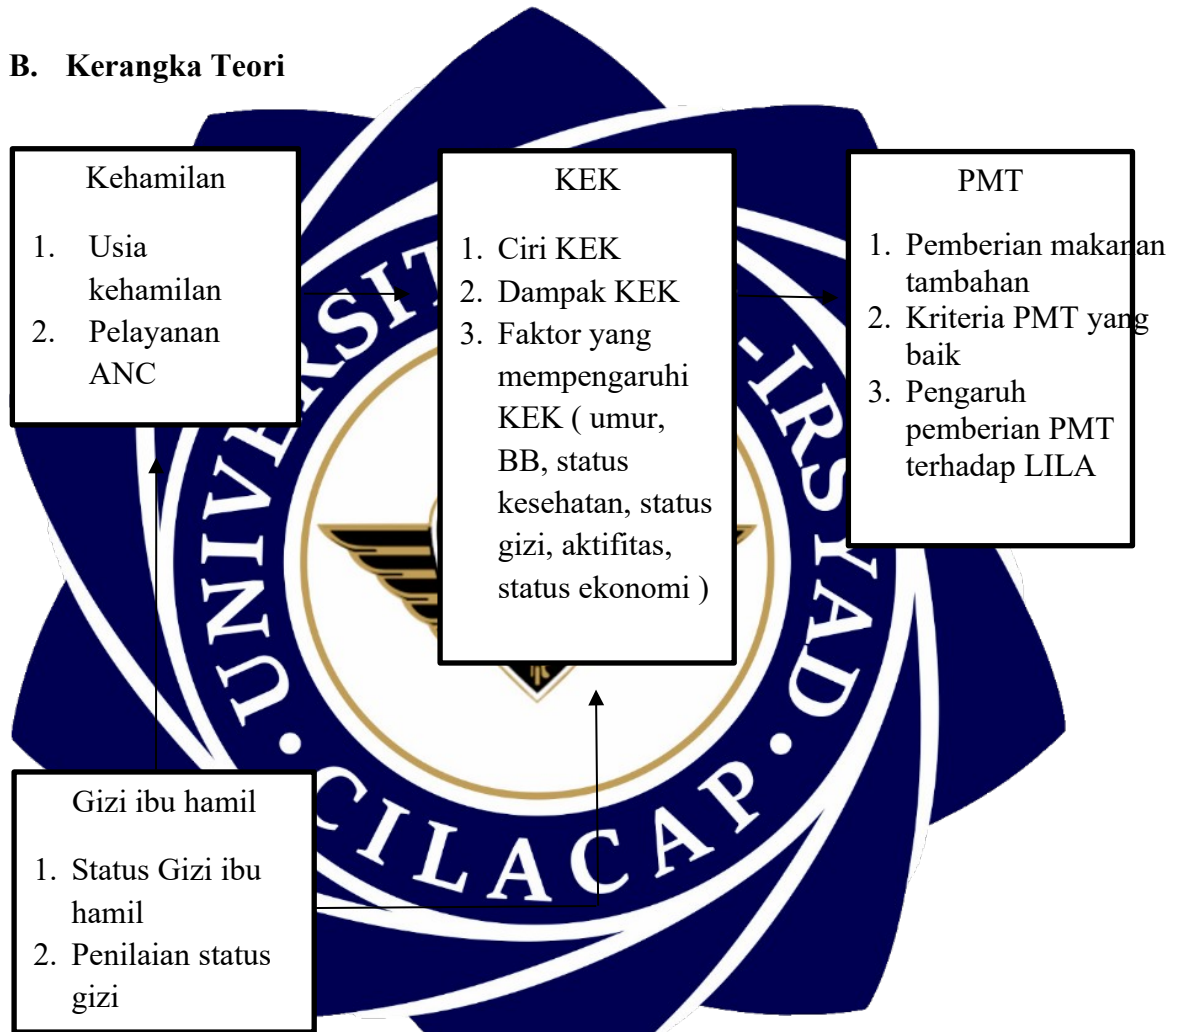 B. Kerangka Teori
Kehamilan
1. Usia
kehamilan
2. Pelayanan
ANC
KEK
1. Ciri KEK
2. Dampak KEK
3. Faktor yang
mempengaruhi
KEK ( umur,
BB, status
kesehatan, status
gizi, aktifitas,
status ekonomi )
PMT
1. Pemberian makanan
tambahan
2. Kriteria PMT yang
baik
3. Pengaruh
pemberian PMT
terhadap LILA
Gizi ibu hamil
1. Status Gizi ibu
hamil
2. Penilaian status
gizi
UNIVERSIT -IRSYAD
CILACAP